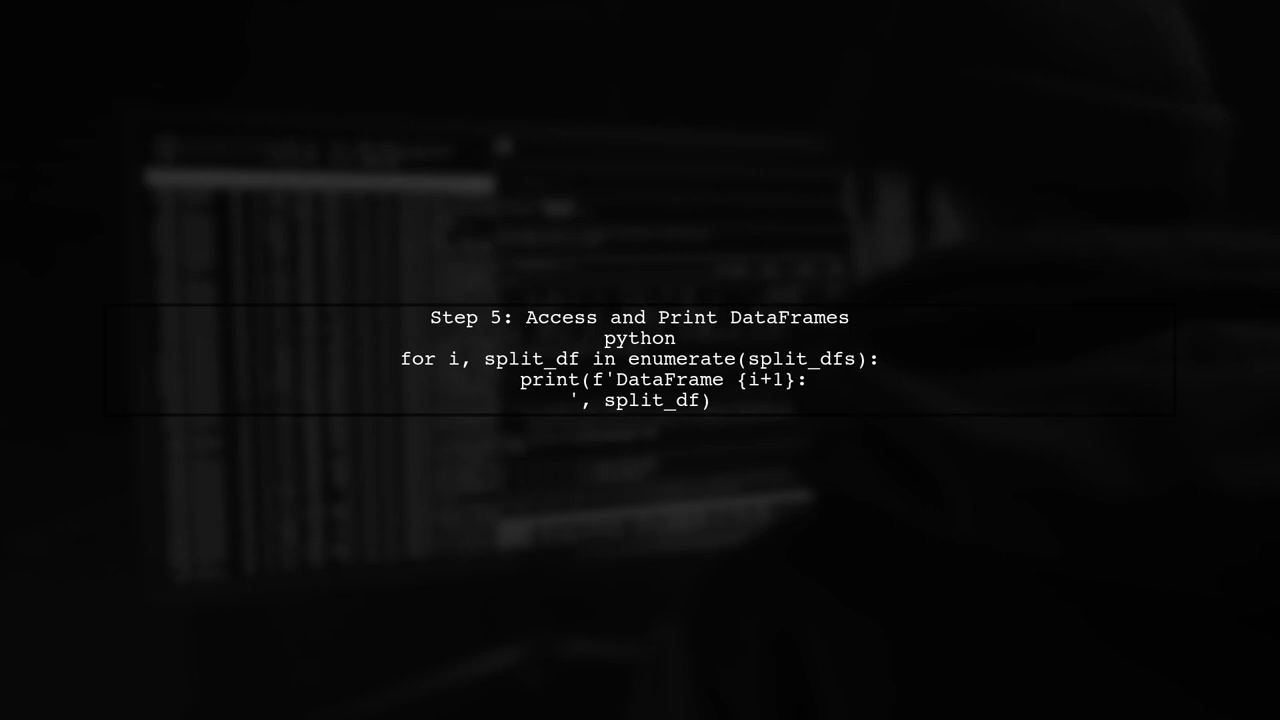 Step 5: Access and Print DataFrames
python
for i, split_df in enumerate(split_dfs):
    print(f'DataFrame {i+1}:
', split_df)